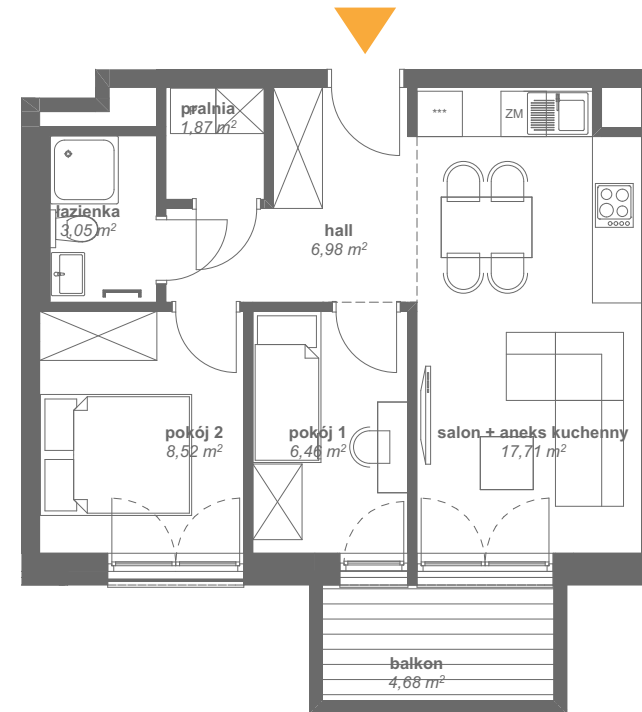 pralnia
1,87 m²
***
ZM
łazienka
3,05 m²
hall
6,98 m²
pokój 2
8,52 m²
pokój 1
6,46 m²
salon + aneks kuchenny
17,71 m²
balkon
4,68 m²